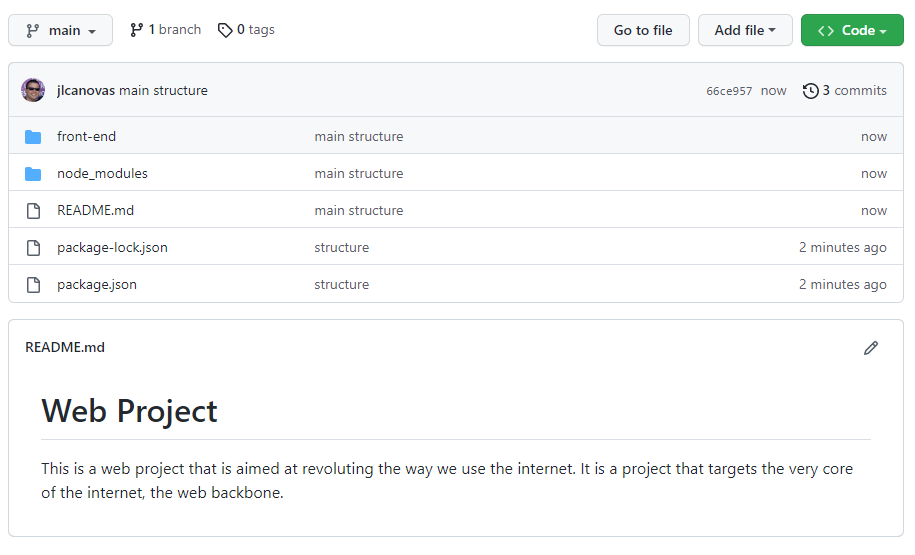 main 1 branch 0 tags Go to file Add file Code
jlcanovas main structure 66ce957 now 3 commits
front-end main structure now
node_modules main structure now
README.md main structure now
package-lock.json structure 2 minutes ago
package.json structure 2 minutes ago
README.md
Web Project
This is a web project that is aimed at revoluting the way we use the internet. It is a project that targets the very core
of the internet, the web backbone.